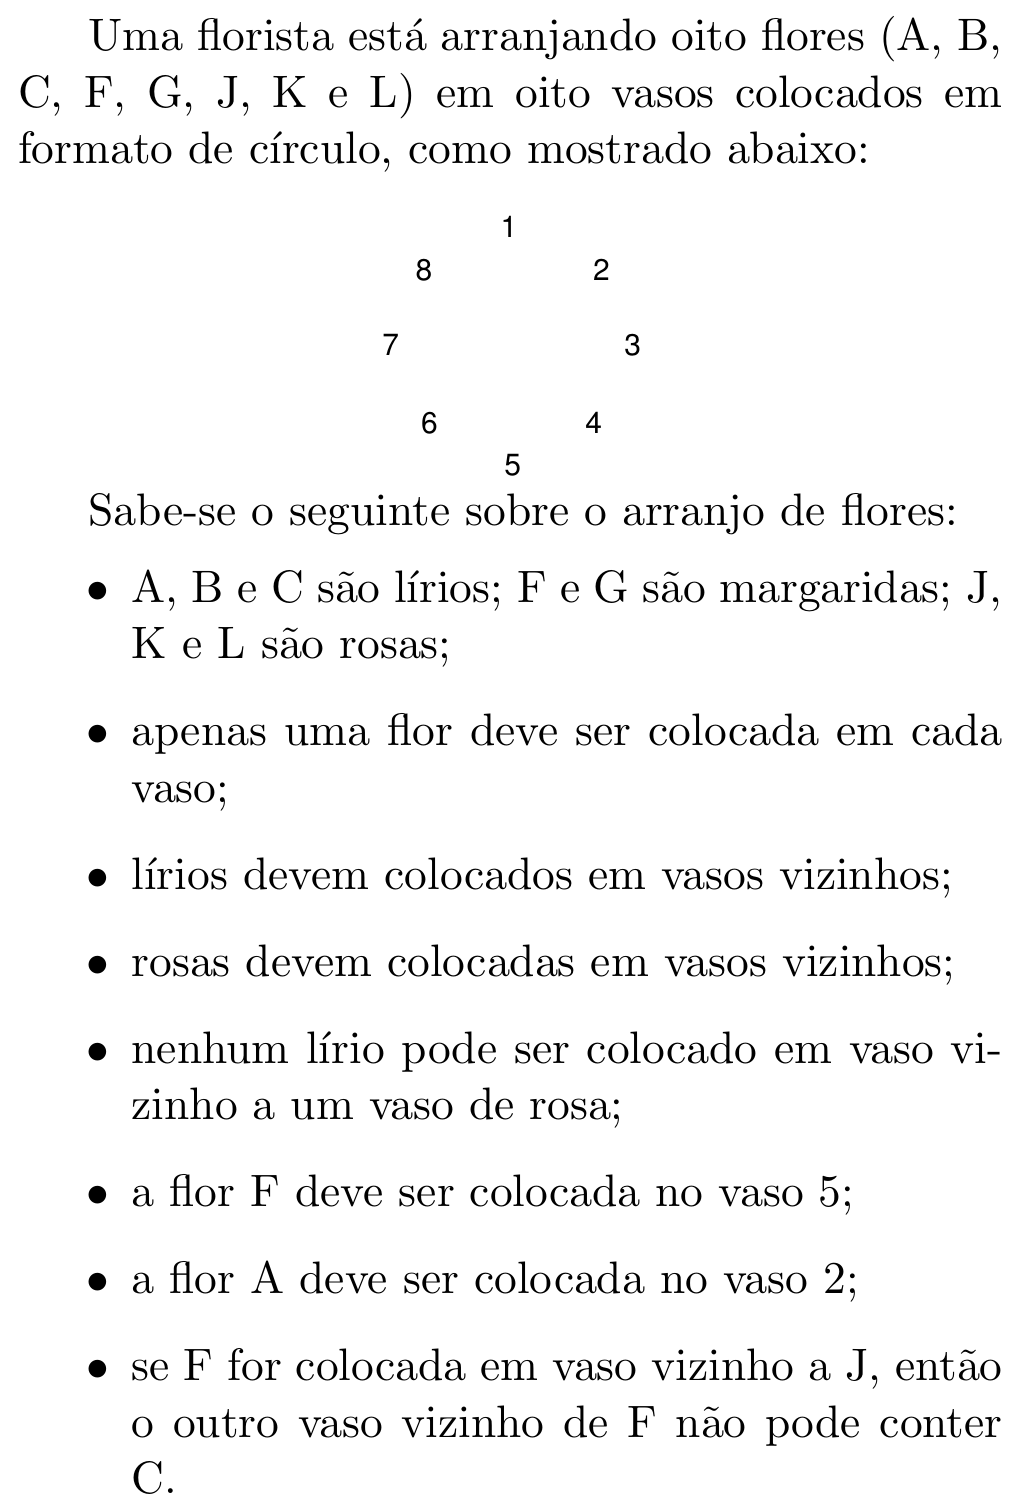 Uma florista está arranjando oito flores (A, B,
C, F, G, J, K e L) em oito vasos colocados em
formato de círculo, como mostrado abaixo:
1
8 2
7 3
6 4
5
Sabe-se o seguinte sobre o arranjo de flores:
• A, B e C são lírios; F e G são margaridas; J,
K e L são rosas;
• apenas uma flor deve ser colocada em cada
vaso;
• lírios devem colocados em vasos vizinhos;
• rosas devem colocadas em vasos vizinhos;
• nenhum lírio pode ser colocado em vaso vi-
zinho a um vaso de rosa;
• a flor F deve ser colocada no vaso 5;
• a flor A deve ser colocada no vaso 2;
• se F for colocada em vaso vizinho a J, então
o outro vaso vizinho de F não pode conter
C.